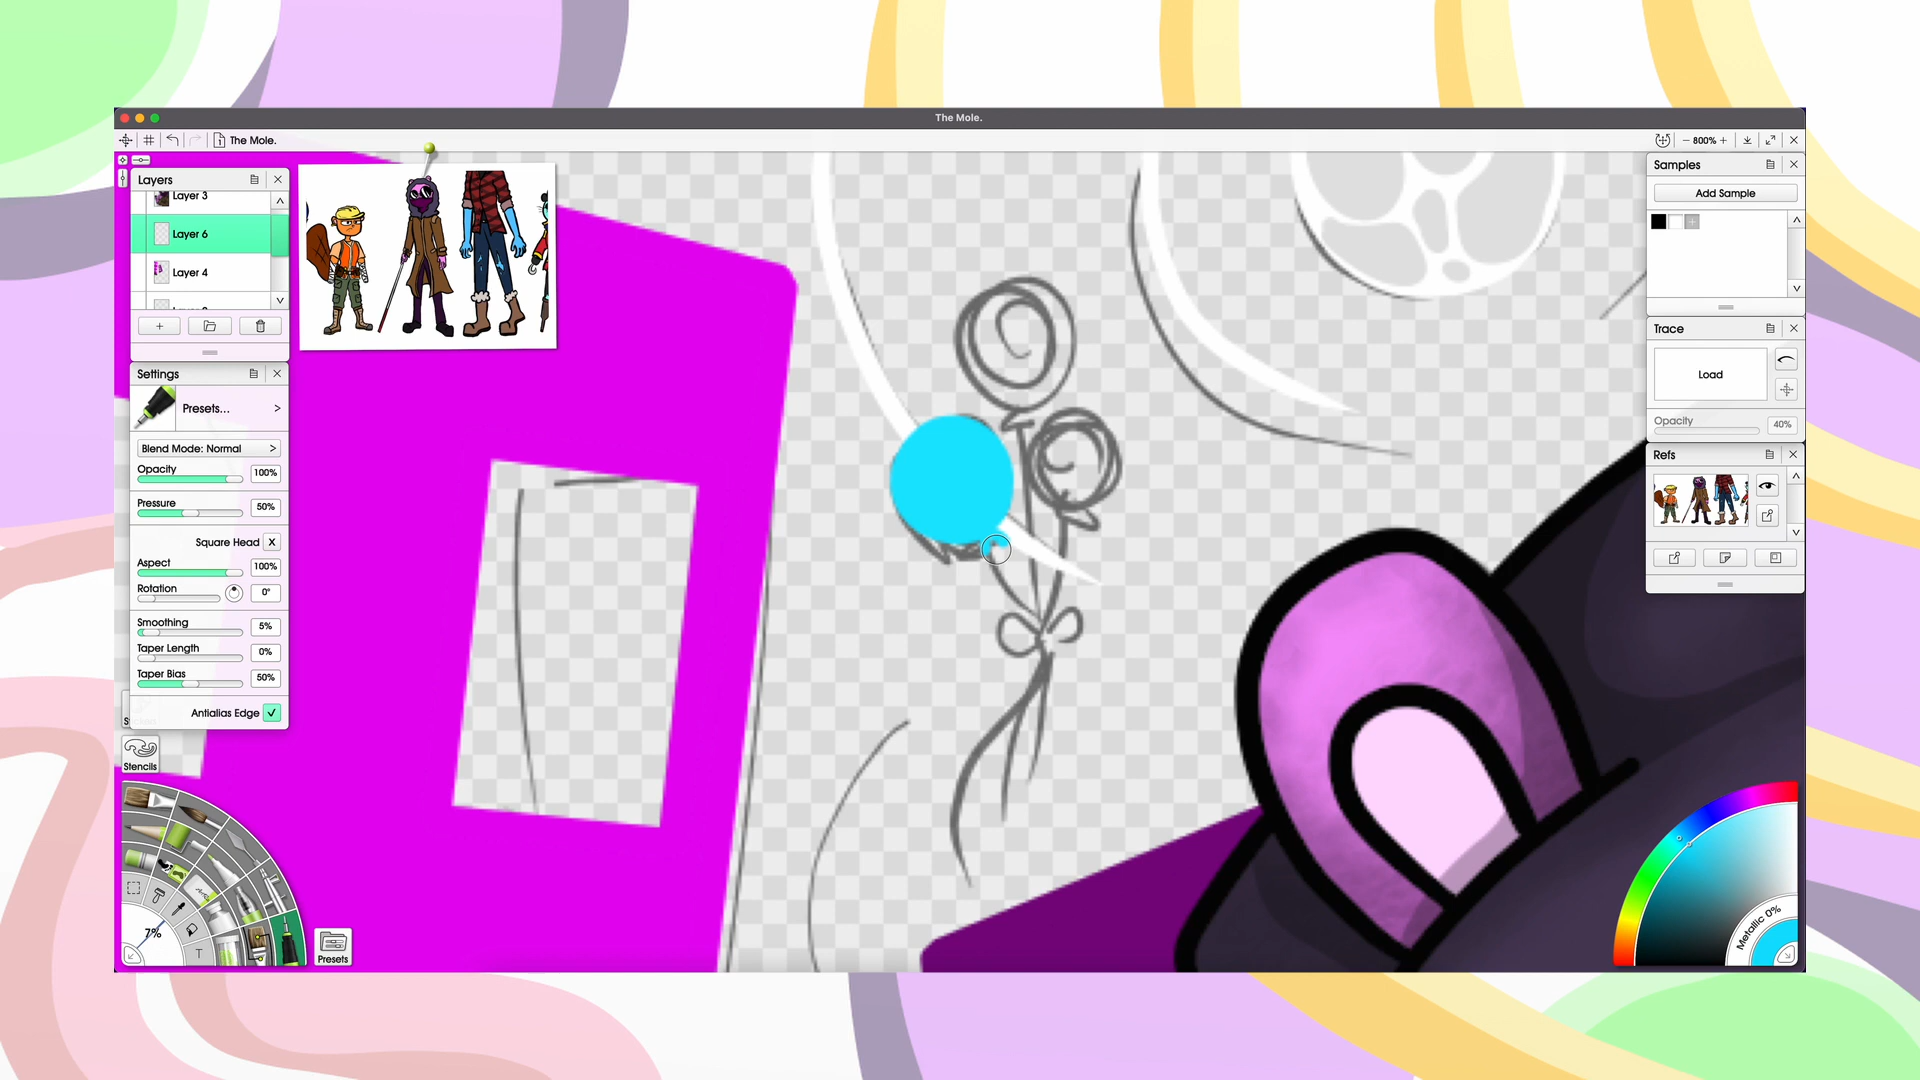 The Mole.
The Mole.
800%
Layers
Layer 3
Layer 6
Layer 4
Settings
Presets...
Blend Mode: Normal
Opacity
100%
Pressure
50%
Square Head
X
Aspect
100%
Rotation
0°
Smoothing
5%
Taper Length
0%
Taper Bias
50%
Antialias Edge
Stencils
7%
T
Presets
Samples
Add Sample
Trace
Load
Opacity
40%
Refs
Metallic 0%